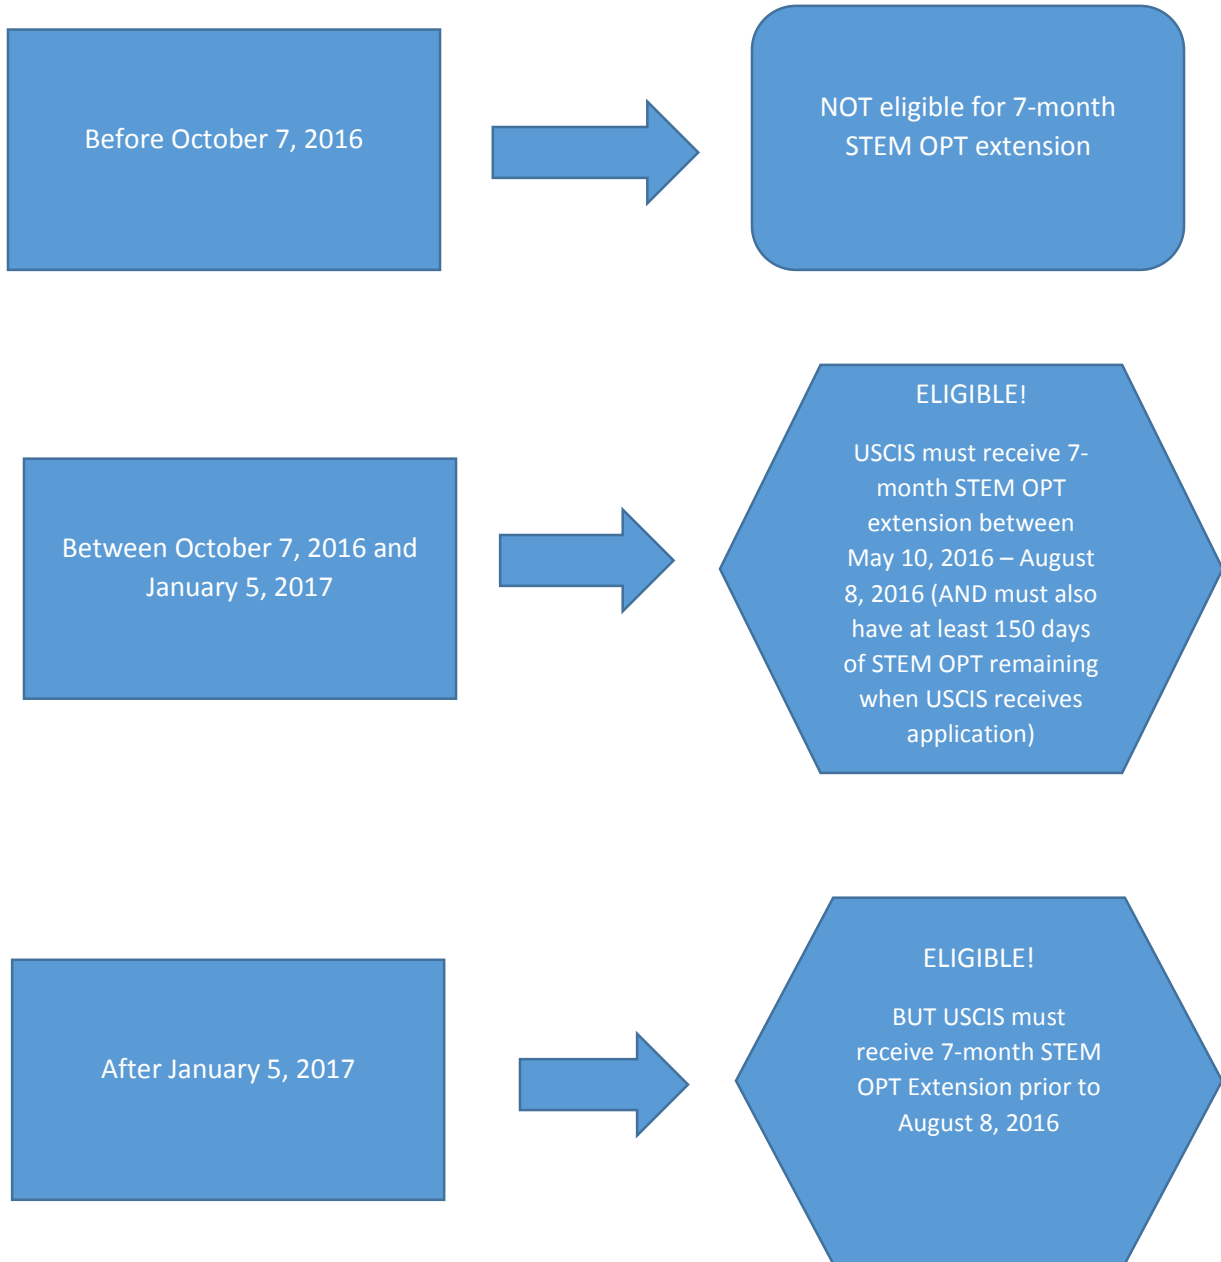 Before October 7, 2016
NOT eligible for 7-month
STEM OPT extension
Between October 7, 2016 and
January 5, 2017
ELIGIBLE!
USCIS must receive 7-
month STEM OPT
extension between
May 10, 2016 – August
8, 2016 (AND must also
have at least 150 days
of STEM OPT remaining
when USCIS receives
application)
After January 5, 2017
ELIGIBLE!
BUT USCIS must
receive 7-month STEM
OPT Extension prior to
August 8, 2016